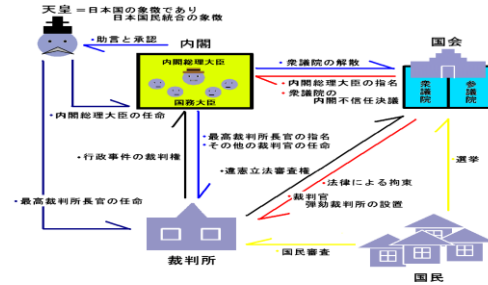 天皇＝日本国の象徴であり
日本国民統合の象徴
・助言と承認
内閣
国会
内閣総理大臣
国務大臣
・衆議院の解散
・内閣総理大臣の指名
・衆議院の
内閣不信任決議
衆議院
参議院
・内閣総理大臣の任命
・最高裁判所長官の指名
・その他の裁判官の任命
・行政事件の裁判権
・違憲立法審査権
・選挙
・法律による拘束
・裁判官
弾劾裁判所の設置
・最高裁判所長官の任命
裁判所
・国民審査
国民